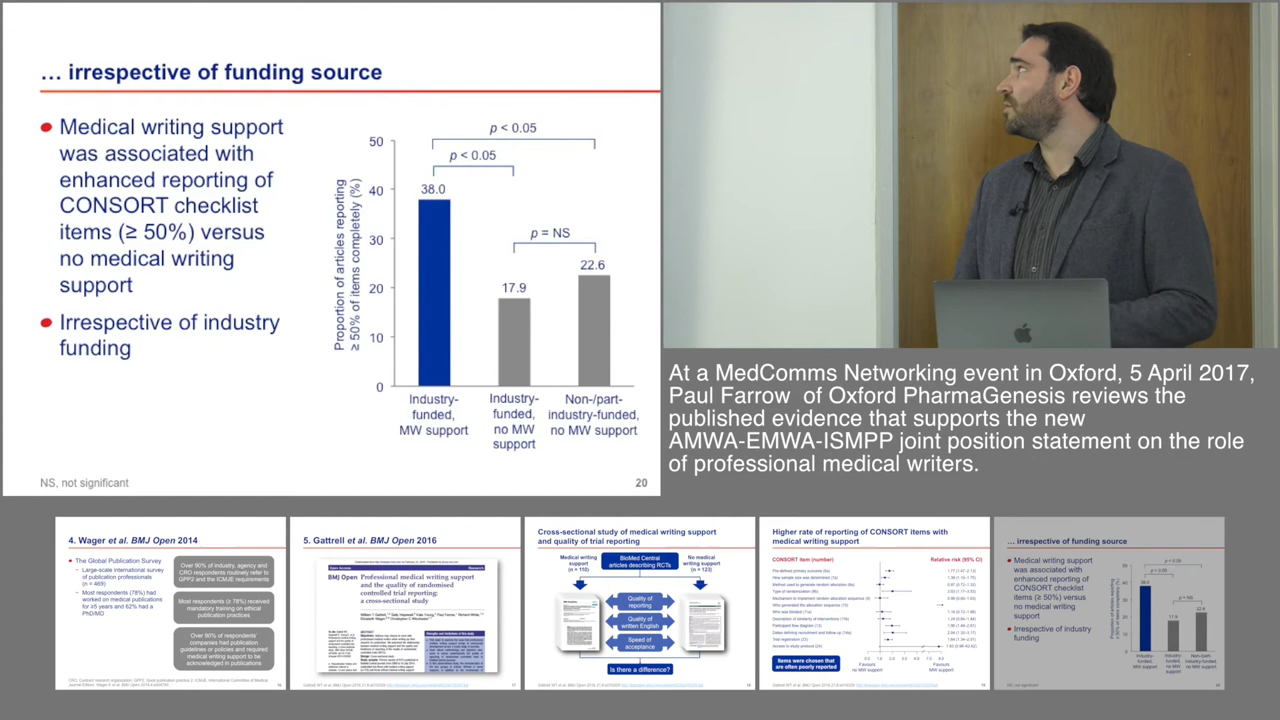 … irrespective of funding source
Medical writing support
was associated with
enhanced reporting of
CONSORT checklist
items (≥ 50%) versus
no medical writing
support
Irrespective of industry
funding
Proportion of articles reporting
≥ 50% of items completely (%)
50
40
30
20
10
0
p < 0.05
p < 0.05
p = NS
38.0
17.9
22.6
Industry-
funded,
MW support
Industry-
funded,
no MW
support
Non-/part-
industry-funded,
no MW support
NS, not significant
20
At a MedComms Networking event in Oxford, 5 April 2017,
Paul Farrow of Oxford PharmaGenesis reviews the
published evidence that supports the new
AMWA-EMWA-ISMPP joint position statement on the role
of professional medical writers.
4. Wager et al. BMJ Open 2014
The Global Publication Survey
– Large-scale international survey
of publication professionals
(n = 469)
– Most respondents (78%) had
worked on medical publications
for ≥5 years and 62% had a
PhD/MD
Over 90% of industry, agency and
CRO respondents routinely refer to
GPP2 and the ICMJE requirements
Most respondents (≥ 78%) received
mandatory training on ethical
publication practices
Over 90% of respondents'
companies had publication
guidelines or policies and required
medical writing support to be
acknowledged in publications
5. Gattrell et al. BMJ Open 2016
BMJ Open
Professional medical writing support
and the quality of randomised
controlled trial reporting:
a cross-sectional study
Cross-sectional study of medical writing support
and quality of trial reporting
Medical writing
support
(n = 110)
BioMed Central
articles describing RCTs
No medical
writing support
(n = 123)
Quality of
reporting
Quality of
written English
Speed of
acceptance
Is there a difference?
Higher rate of reporting of CONSORT items with
medical writing support
CONSORT item (number)
Relative risk (95% CI)
Items were chosen that
are often poorly reported
Favours
no MW support
Favours
MW support
… irrespective of funding source
Medical writing support
was associated with
enhanced reporting of
CONSORT checklist
items (≥ 50%) versus
no medical writing
support
Irrespective of industry
funding